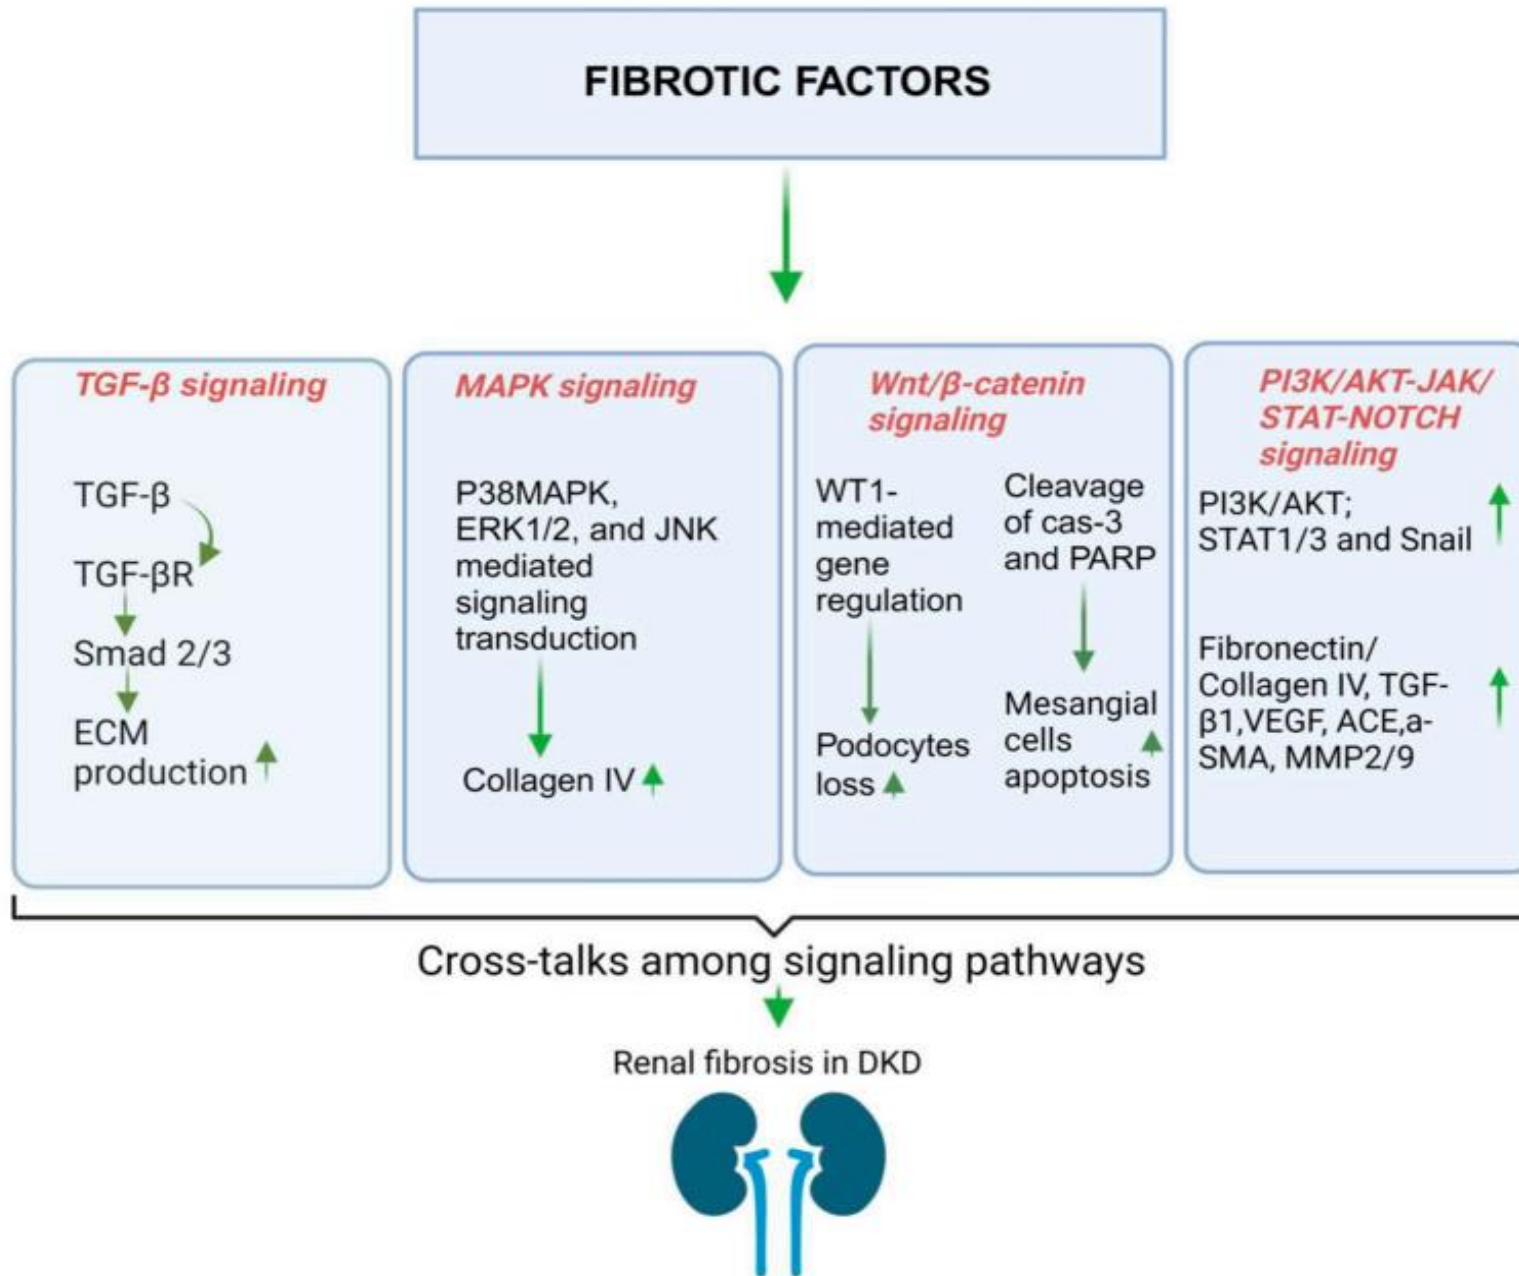 FIBROTIC FACTORS
TGF-β signaling
TGF-β
TGF-βR
Smad 2/3
ECM
production
MAPK signaling
P38MAPK,
ERK1/2, and JNK
mediated
signaling
transduction
Collagen IV
Wnt/β-catenin
signaling
WT1-
mediated
gene
regulation
Podocytes
loss
Cleavage
of cas-3
and PARP
Mesangial
cells
apoptosis
PI3K/AKT-JAK/
STAT-NOTCH
signaling
PI3K/AKT;
STAT1/3 and Snail
Fibronectin/
Collagen IV, TGF-
β1,VEGF, ACE,a-
SMA, MMP2/9
Cross-talks among signaling pathways
Renal fibrosis in DKD